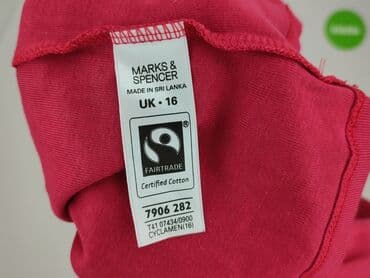 MARKS &
SPENCER
MADE IN SRI LANKA
UK • 16
®
FAIRTRADE
Certified Cotton
7906 282
T41 07434/0900
CYCLAMEN(16)